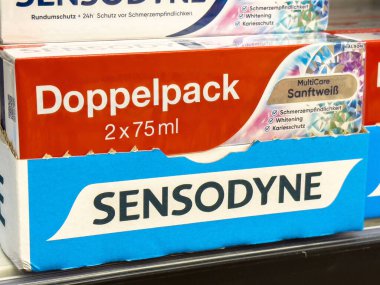 SENSODYNE
Rundumschutz + 24h* Schutz vor Schmerzempfindlichkeit
Schmerzempfindlichkeit
Whitening
Kariesschutz
Doppelpack
2 x 75 ml
MultiCare
Sanftweiß
Schmerzempfindlichkeit
Whitening
Kariesschutz
SENSODYNE